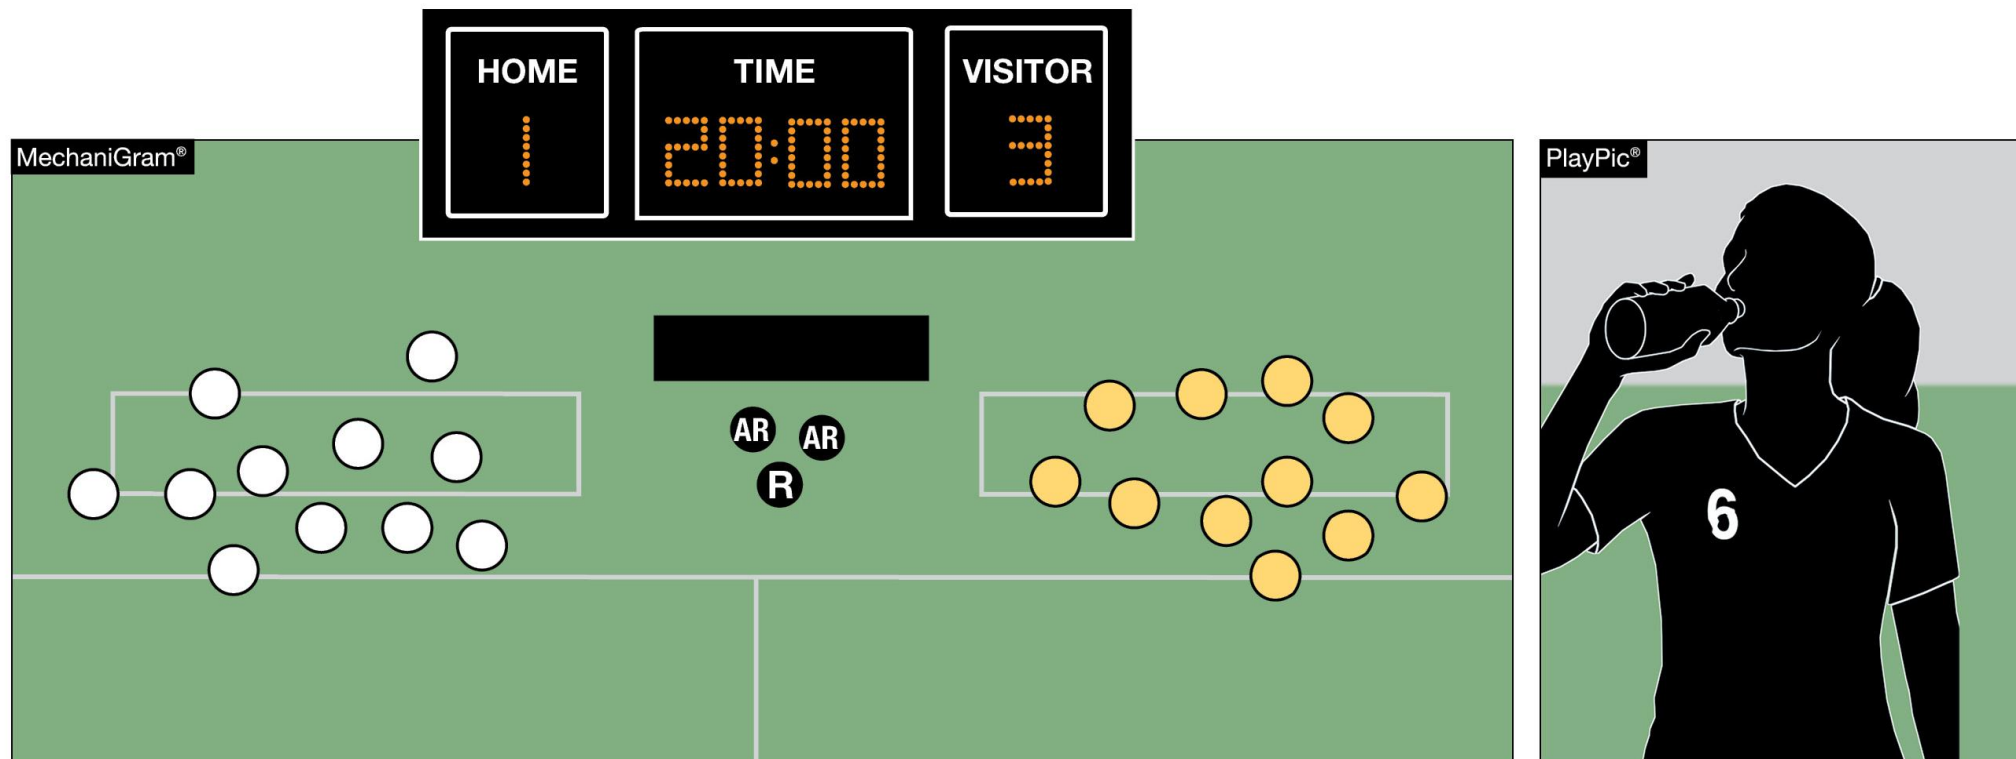 HOME
TIME
VISITOR
1
20:00
3
MechaniGram®
PlayPic®
AR
AR
R
6